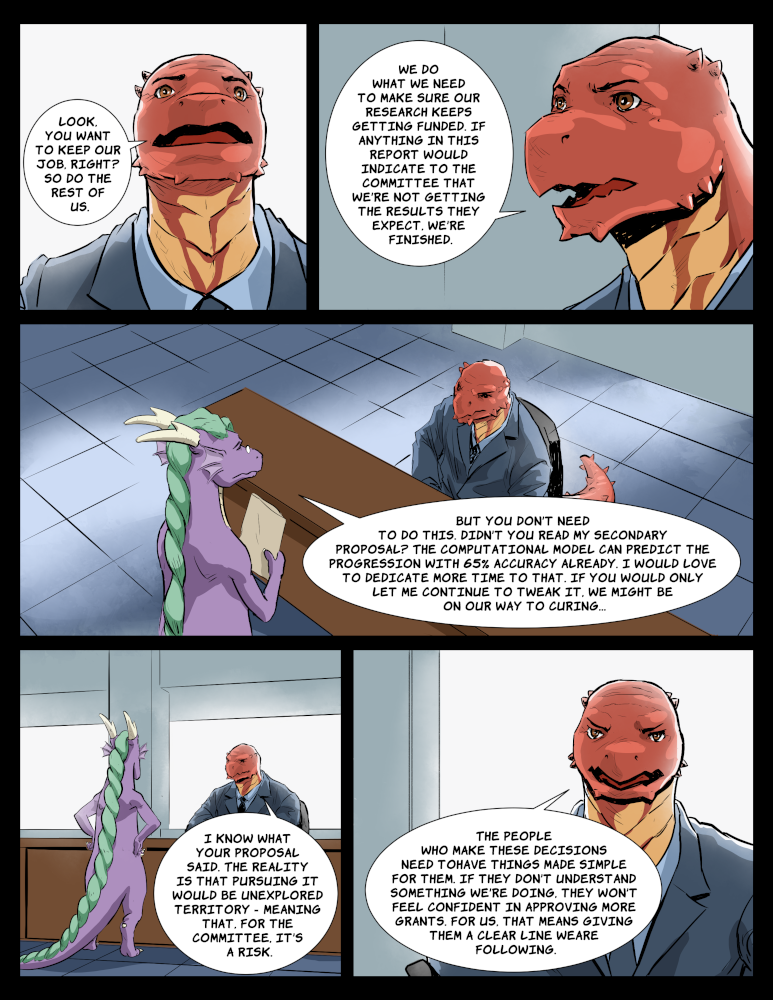 LOOK,
YOU WANT
TO KEEP OUR
JOB, RIGHT?
SO DO THE
REST OF
US.
WE DO
WHAT WE NEED
TO MAKE SURE OUR
RESEARCH KEEPS
GETTING FUNDED. IF
ANYTHING IN THIS
REPORT WOULD
INDICATE TO THE
COMMITTEE THAT
WE'RE NOT GETTING
THE RESULTS THEY
EXPECT, WE'RE
FINISHED.
BUT YOU DON'T NEED
TO DO THIS. DIDN'T YOU READ MY SECONDARY
PROPOSAL? THE COMPUTATIONAL MODEL CAN PREDICT THE
PROGRESSION WITH 65% ACCURACY ALREADY. I WOULD LOVE
TO DEDICATE MORE TIME TO THAT. IF YOU WOULD ONLY
LET ME CONTINUE TO TWEAK IT, WE MIGHT BE
ON OUR WAY TO CURING...
I KNOW WHAT
YOUR PROPOSAL
SAID. THE REALITY
IS THAT PURSUING IT
WOULD BE UNEXPLORED
TERRITORY - MEANING
THAT, FOR THE
COMMITTEE, IT'S
A RISK.
THE PEOPLE
WHO MAKE THESE DECISIONS
NEED TOHAVE THINGS MADE SIMPLE
FOR THEM. IF THEY DON'T UNDERSTAND
SOMETHING WE'RE DOING, THEY WON'T
FEEL CONFIDENT IN APPROVING MORE
GRANTS. FOR US, THAT MEANS GIVING
THEM A CLEAR LINE WEARE
FOLLOWING.